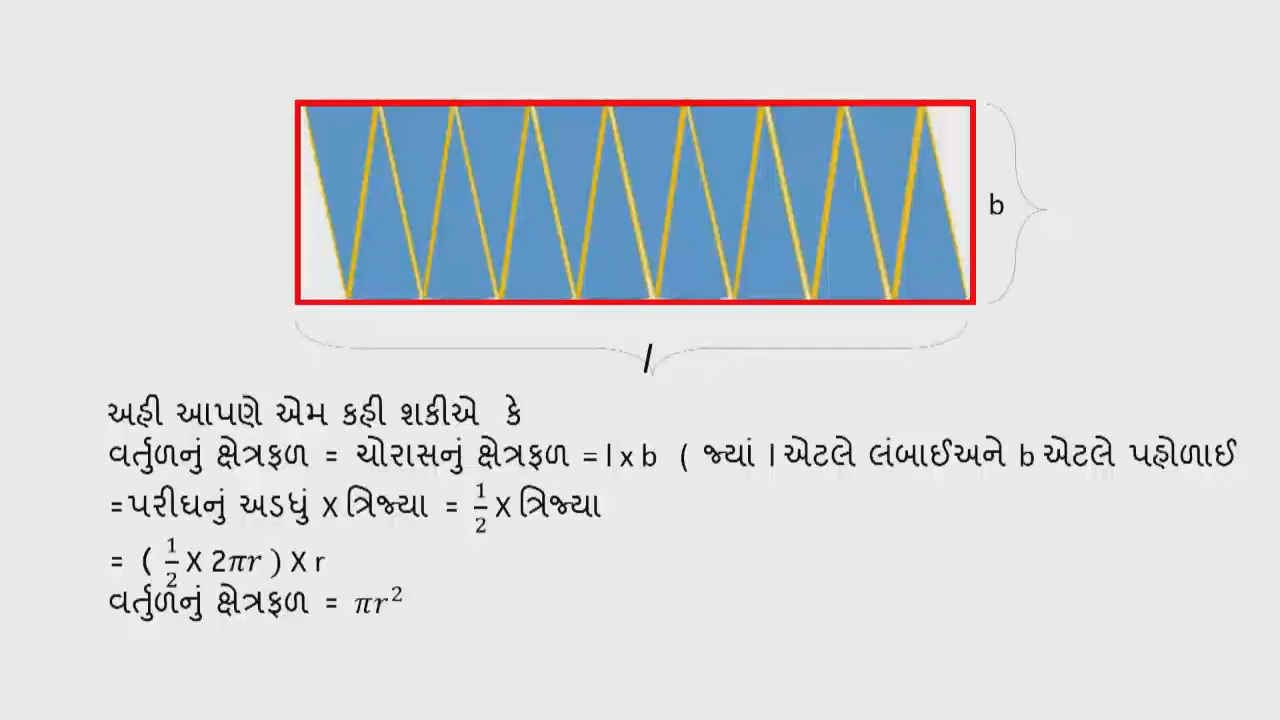 b
l
અહી આપણે એમ કહી શકીએ કે
વર્તુળનું ક્ષેત્રફળ = ચોરાસનું ક્ષેત્રફળ = l x b ( જ્યાં l એટલે લંબાઈઅને b એટલે પહોળાઈ
=પરીઘનું અડધું X ત્રિજ્યા = 1/2 X ત્રિજ્યા
= ( 1/2 X 2πr ) X r
વર્તુળનું ક્ષેત્રફળ = πr²